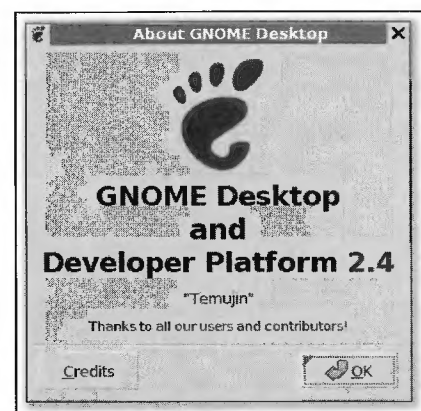 About GNOME Desktop
GNOME Desktop
and
Developer Platform 2.4
"Temujin"
Thanks to all our users and contributors!
Credits
OK